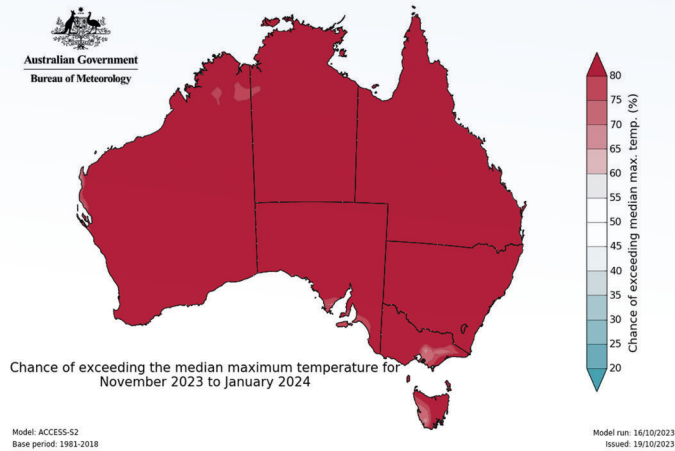 Australian Government
Bureau of Meteorology
80
75
70
65
60
55
50
45
40
35
30
25
20
Chance of exceeding median max. temp. (%)
Chance of exceeding the median maximum temperature for
November 2023 to January 2024
Model: ACCESS-S2
Base period: 1981-2018
Model run: 16/10/2023
Issued: 19/10/2023